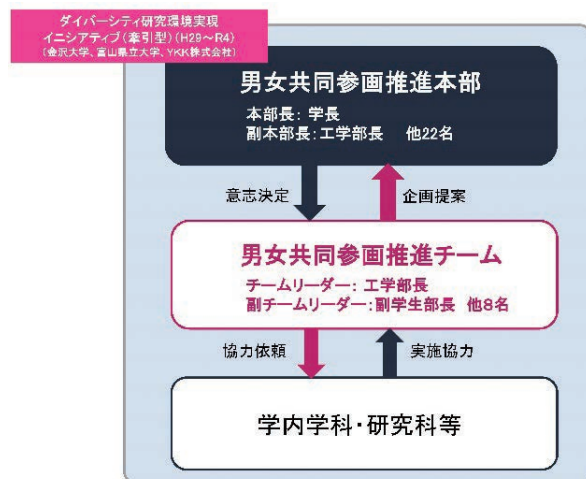 ダイバーシティ研究環境実現
イニシアティブ(牽引型)(H29～R4)
(金沢大学、富山県立大学、YKK株式会社)
男女共同参画推進本部
本部長： 学長
副本部長：工学部長　他22名
意志決定
企画提案
男女共同参画推進チーム
チームリーダー： 工学部長
副チームリーダー：副学生部長　他8名
協力依頼
実施協力
学内学科・研究科等